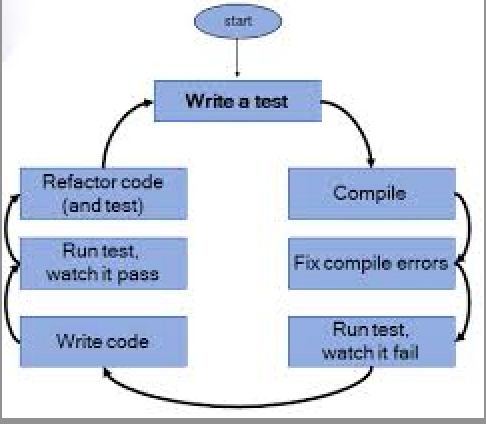 start
Write a test
Compile
Fix compile errors
Run test,
watch it fail
Write code
Run test,
watch it pass
Refactor code
(and test)